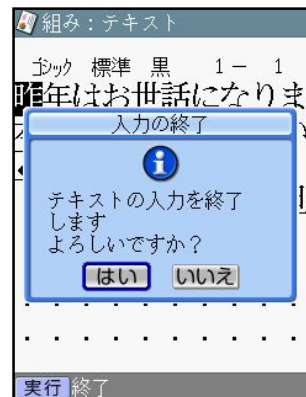 組み：テキスト
ゴシック 標準 黒 1－ 1
昨年はお世話になりま
入力の終了
テキストの入力を終了
します
よろしいですか？
はい いいえ
実行 終了